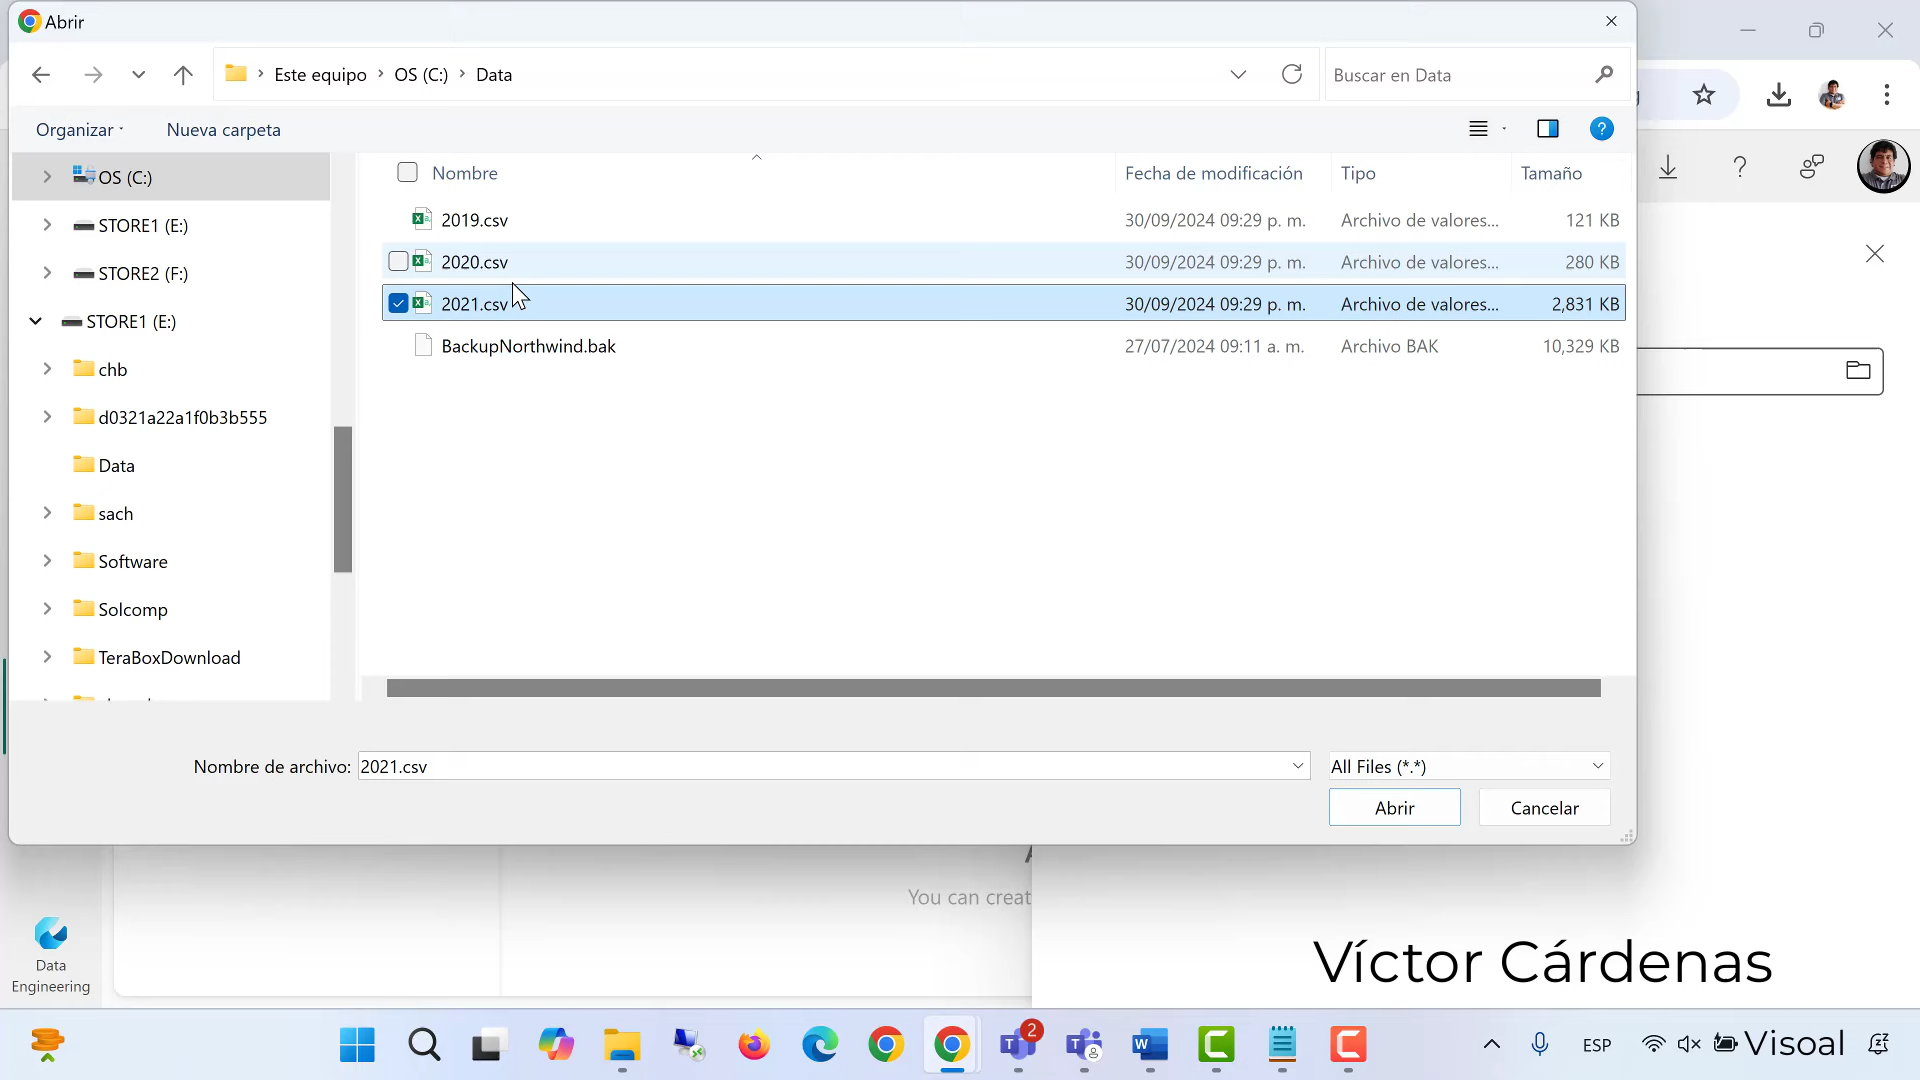 Abrir
Este equipo
OS (C:)
Data
Buscar en Data
Organizar
Nueva carpeta
Nombre
Fecha de modificación
Tipo
Tamaño
OS (C:)
STORE1 (E:)
STORE2 (F:)
STORE1 (E:)
chb
d0321a22a1f0b3b555
Data
sach
Software
Solcomp
TeraBoxDownload
2019.csv 30/09/2024 09:29 p. m. Archivo de valores... 121 KB
2020.csv 30/09/2024 09:29 p. m. Archivo de valores... 280 KB
2021.csv 30/09/2024 09:29 p. m. Archivo de valores... 2,831 KB
BackupNorthwind.bak 27/07/2024 09:11 a. m. Archivo BAK 10,329 KB
Nombre de archivo: 2021.csv
All Files (*.*)
Abrir
Cancelar
You can creat
Data
Engineering
Víctor Cárdenas
2
ESP
Visoal